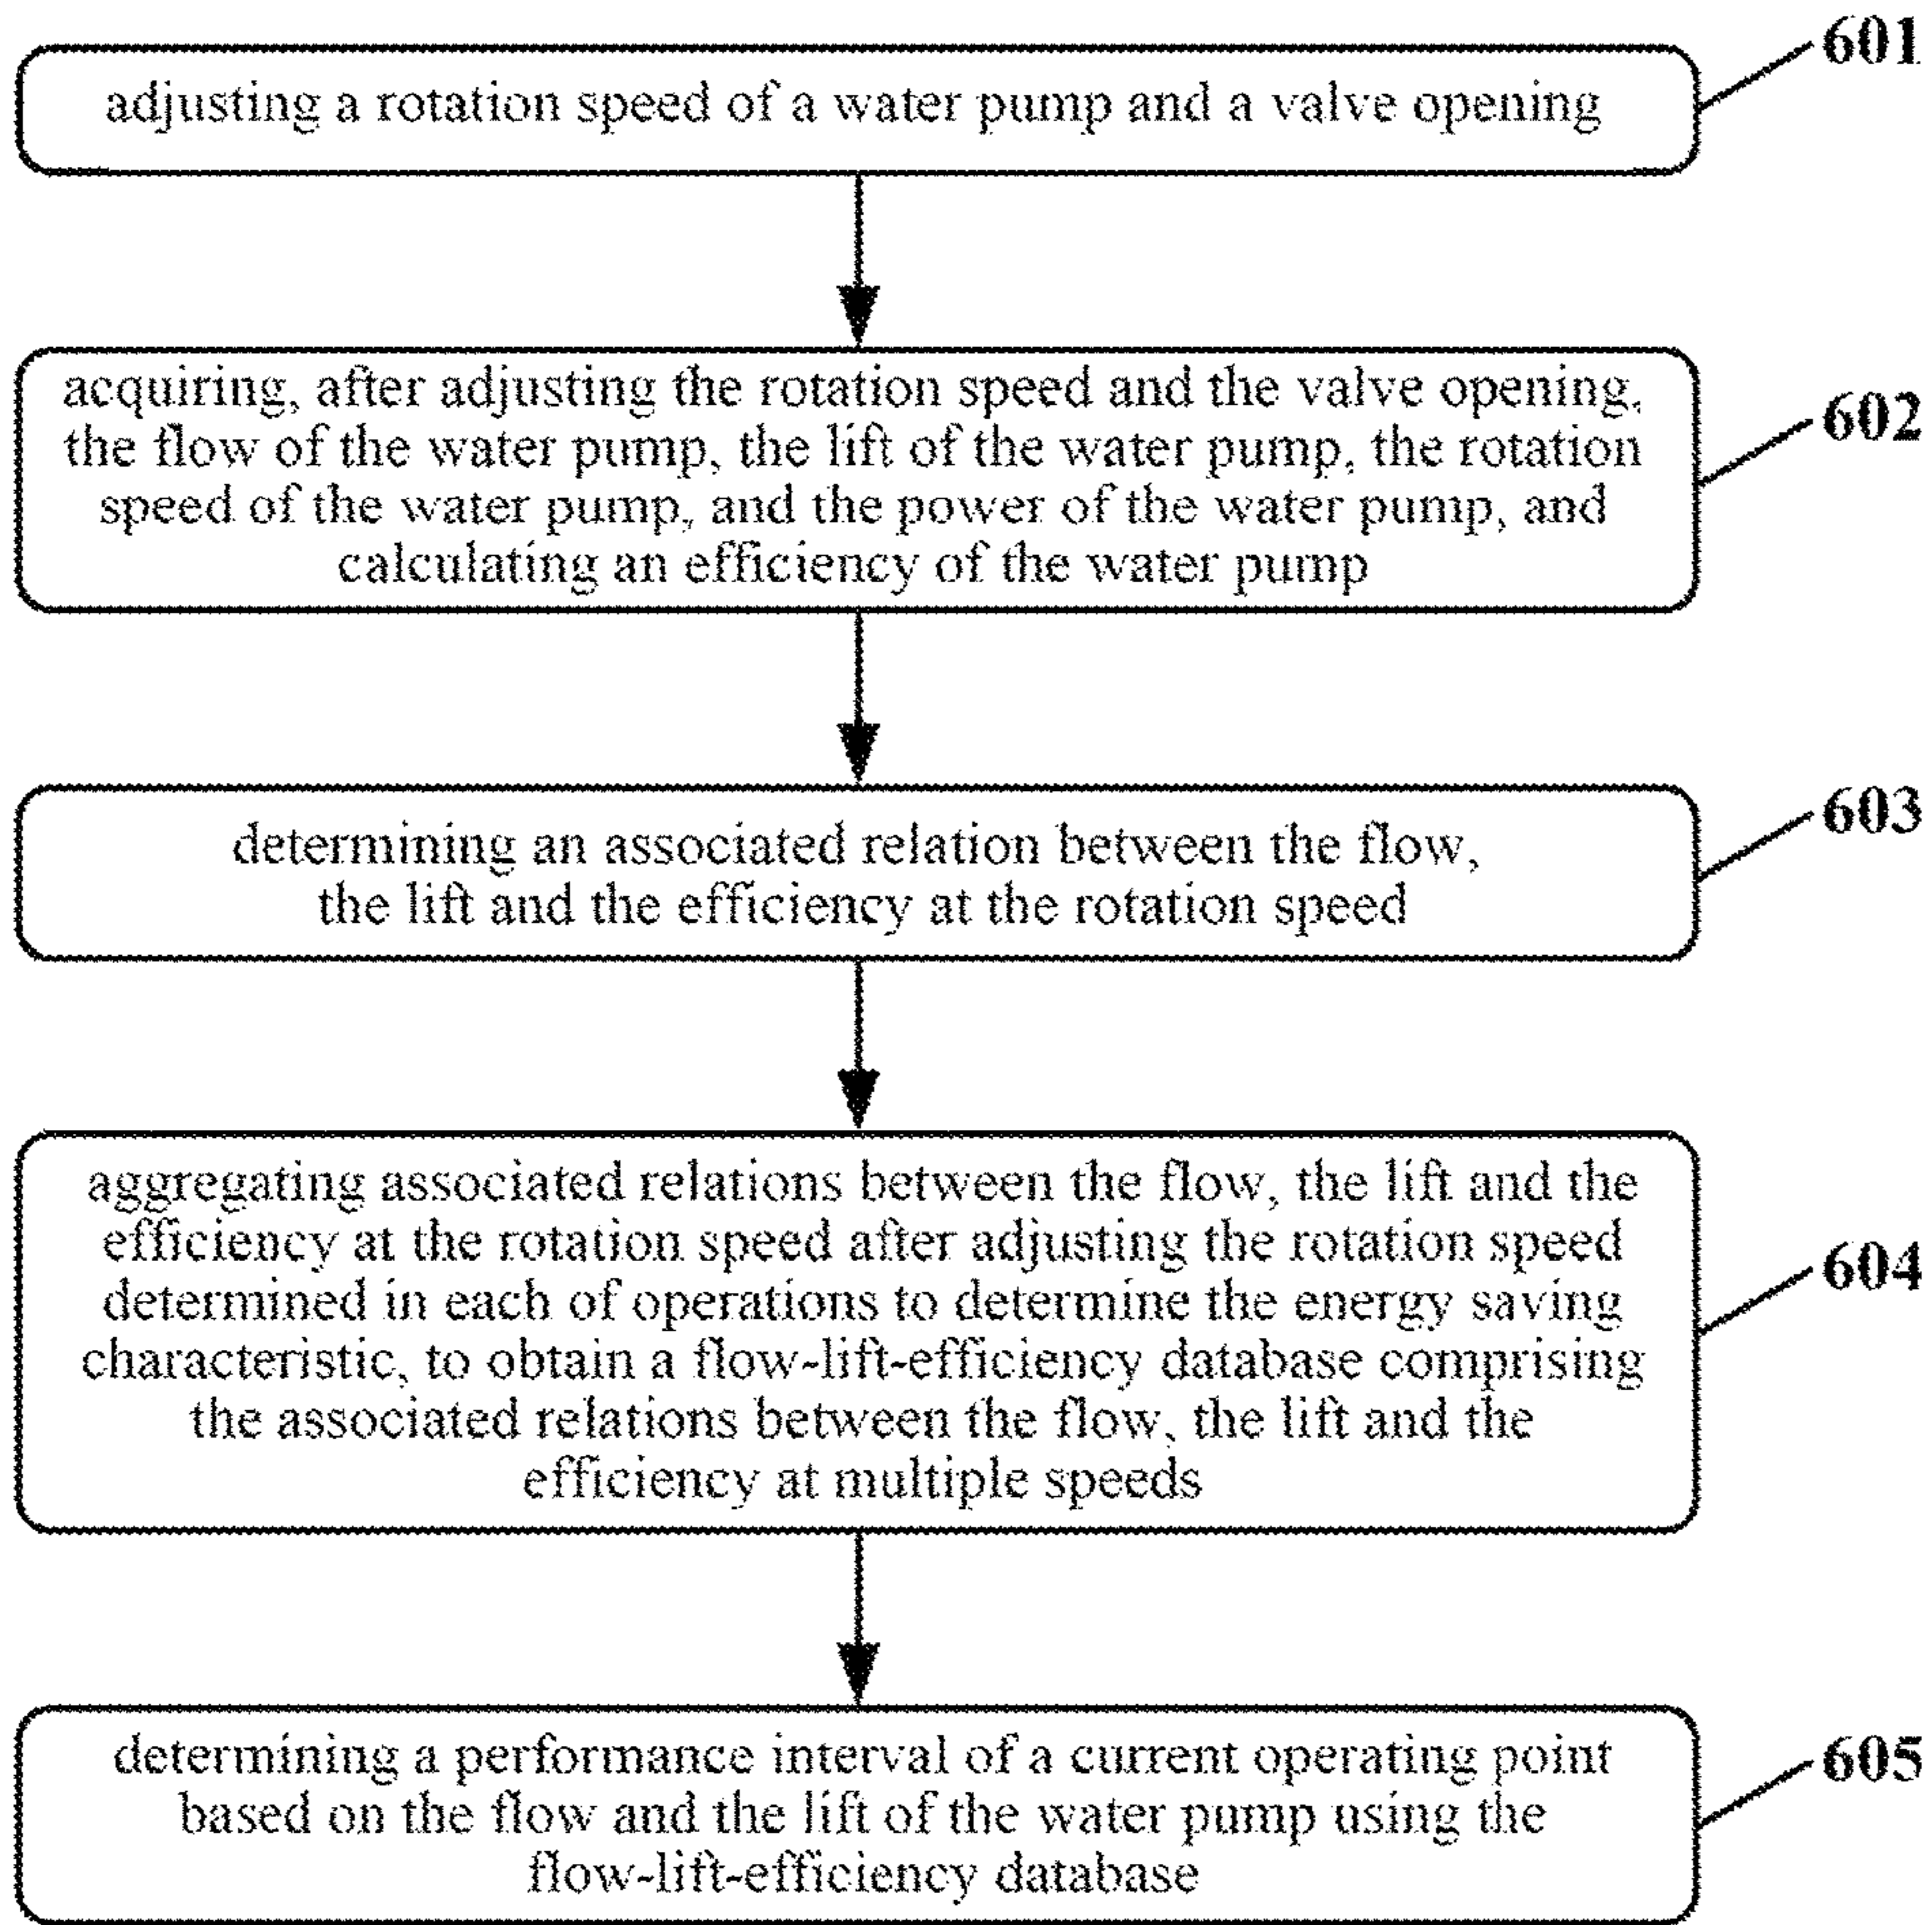 601
adjusting a rotation speed of a water pump and a valve opening
acquiring, after adjusting the rotation speed and the valve opening,
the flow of the water pump, the lift of the water pump, the rotation
speed of the water pump, and the power of the water pump, and
calculating an efficiency of the water pump
602
determining an associated relation between the flow,
the lift and the efficiency at the rotation speed
603
aggregating associated relations between the flow, the lift and the
efficiency at the rotation speed after adjusting the rotation speed
determined in each of operations to determine the energy saving
characteristic, to obtain a flow-lift-efficiency database comprising
the associated relations between the flow, the lift and the
efficiency at multiple speeds
604
determining a performance interval of a current operating point
based on the flow and the lift of the water pump using the
flow-lift-efficiency database
605